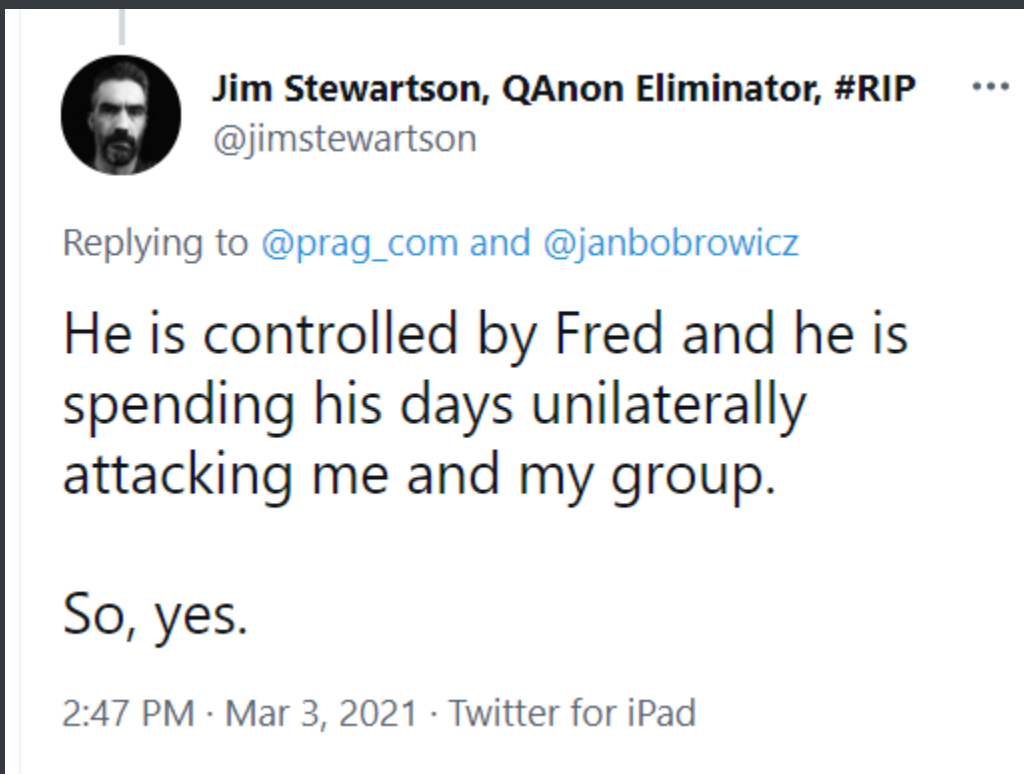 Jim Stewartson, QAnon Eliminator, #RIP
@jimstewartson
Replying to @prag_com and @janbobrowicz
He is controlled by Fred and he is
spending his days unilaterally
attacking me and my group.
So, yes.
2:47 PM · Mar 3, 2021 · Twitter for iPad